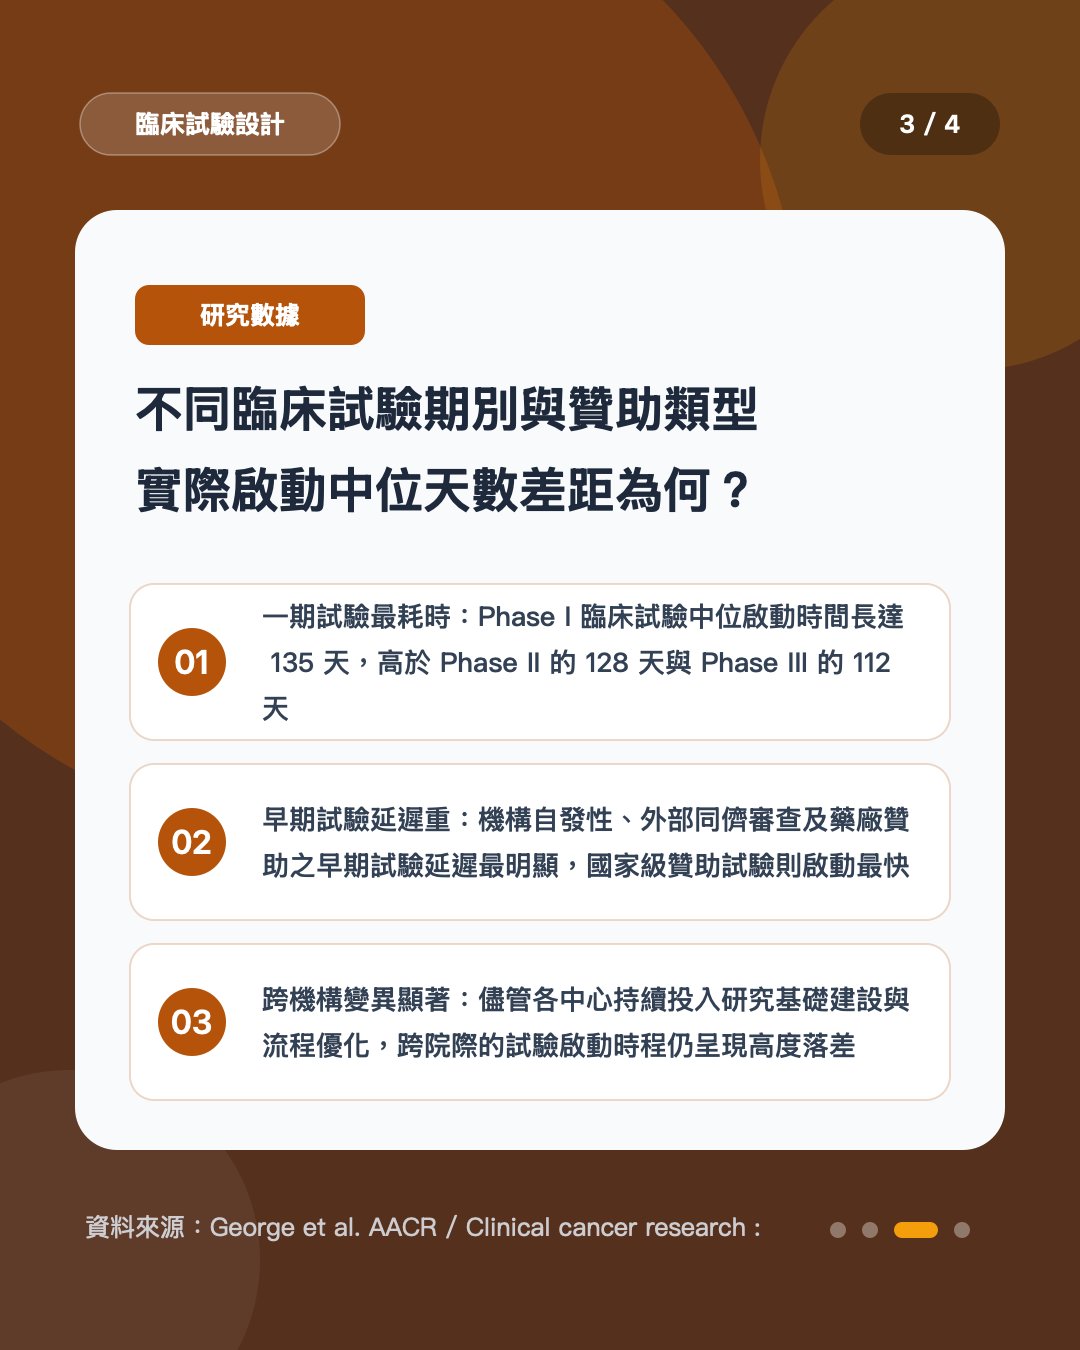 臨床試驗設計
3 / 4
研究數據
不同臨床試驗期別與贊助類型
實際啟動中位天數差距為何？
01
一期試驗最耗時：Phase I 臨床試驗中位啟動時間長達
135 天，高於 Phase II 的 128 天與 Phase III 的 112
天
02
早期試驗延遲重：機構自發性、外部同儕審查及藥廠贊
助之早期試驗延遲最明顯，國家級贊助試驗則啟動最快
03
跨機構變異顯著：儘管各中心持續投入研究基礎建設與
流程優化，跨院際的試驗啟動時程仍呈現高度落差
資料來源：George et al. AACR / Clinical cancer research :